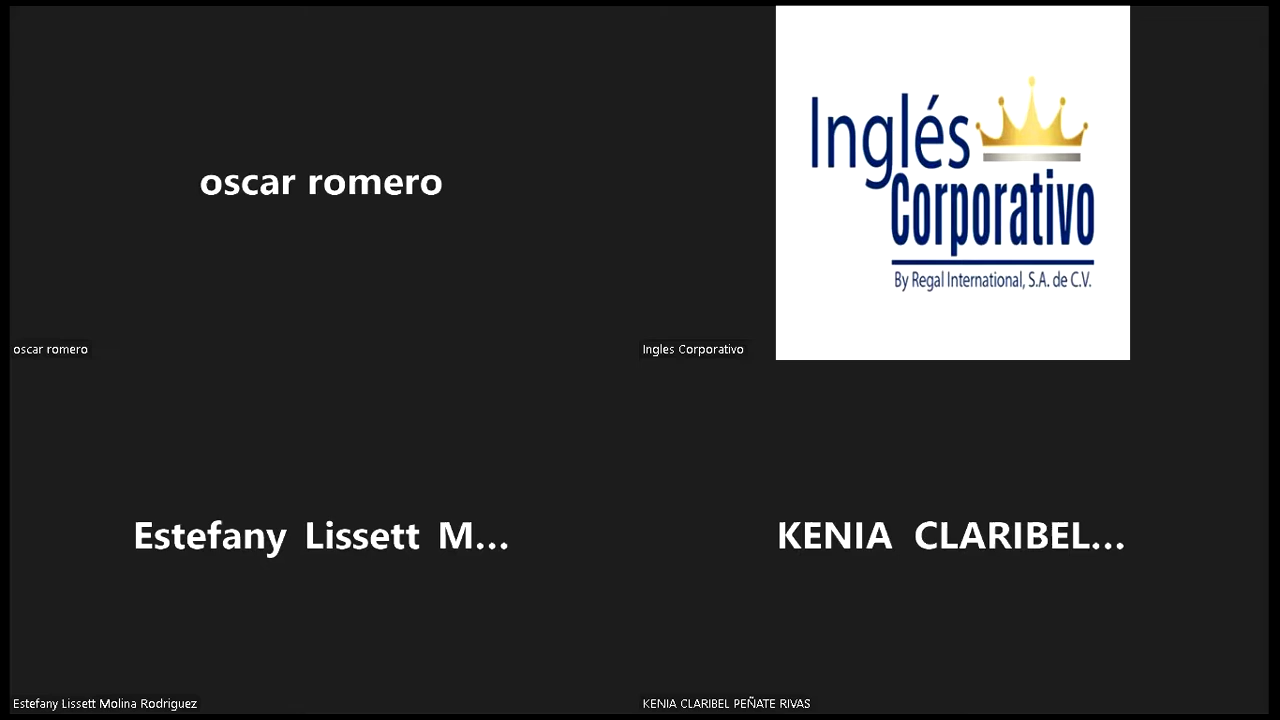 oscar romero
oscar romero
Inglés
Corporativo
By Regal International, S.A. de C.V.
Ingles Corporativo
Estefany Lissett M...
Estefany Lissett Molina Rodriguez
KENIA CLARIBEL...
KENIA CLARIBEL PEÑATE RIVAS